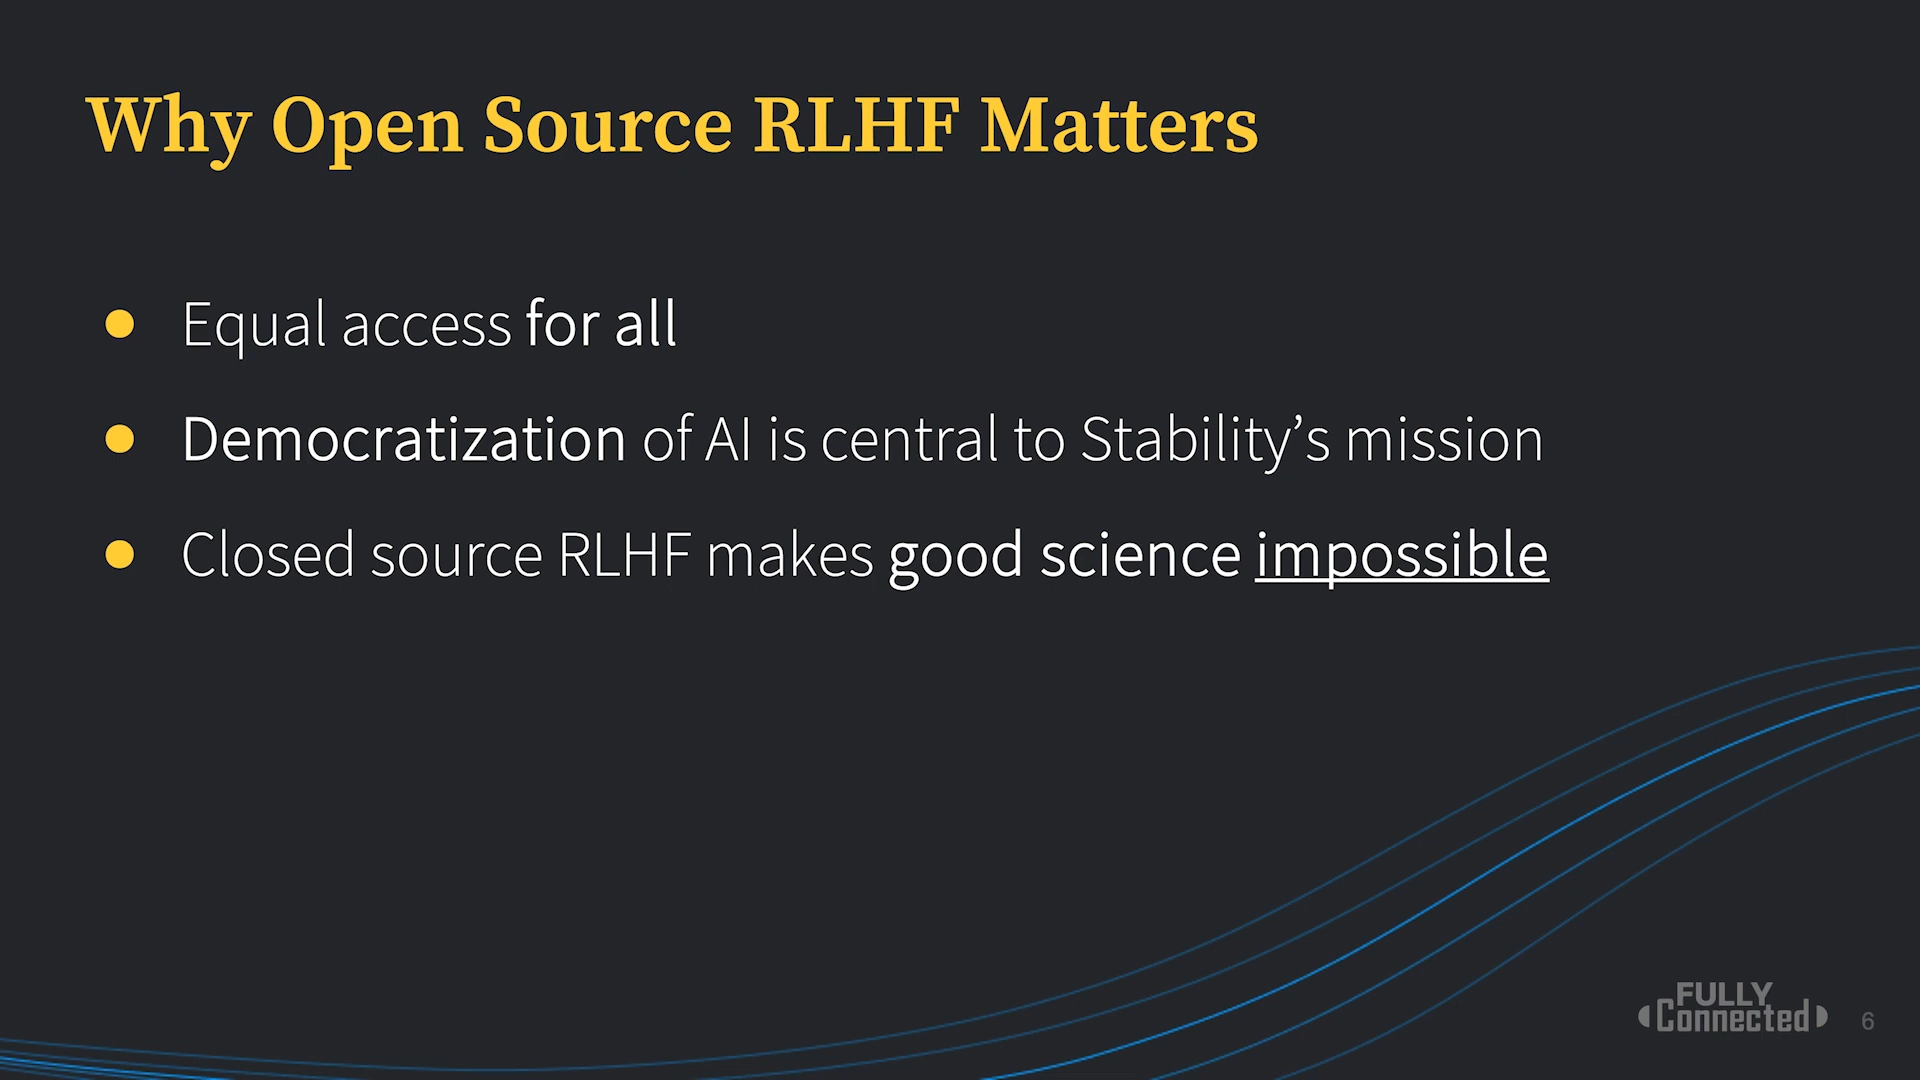 Why Open Source RLHF Matters
● Equal access for all
● Democratization of AI is central to Stability’s mission
● Closed source RLHF makes good science impossible
FULLY
Connected
6